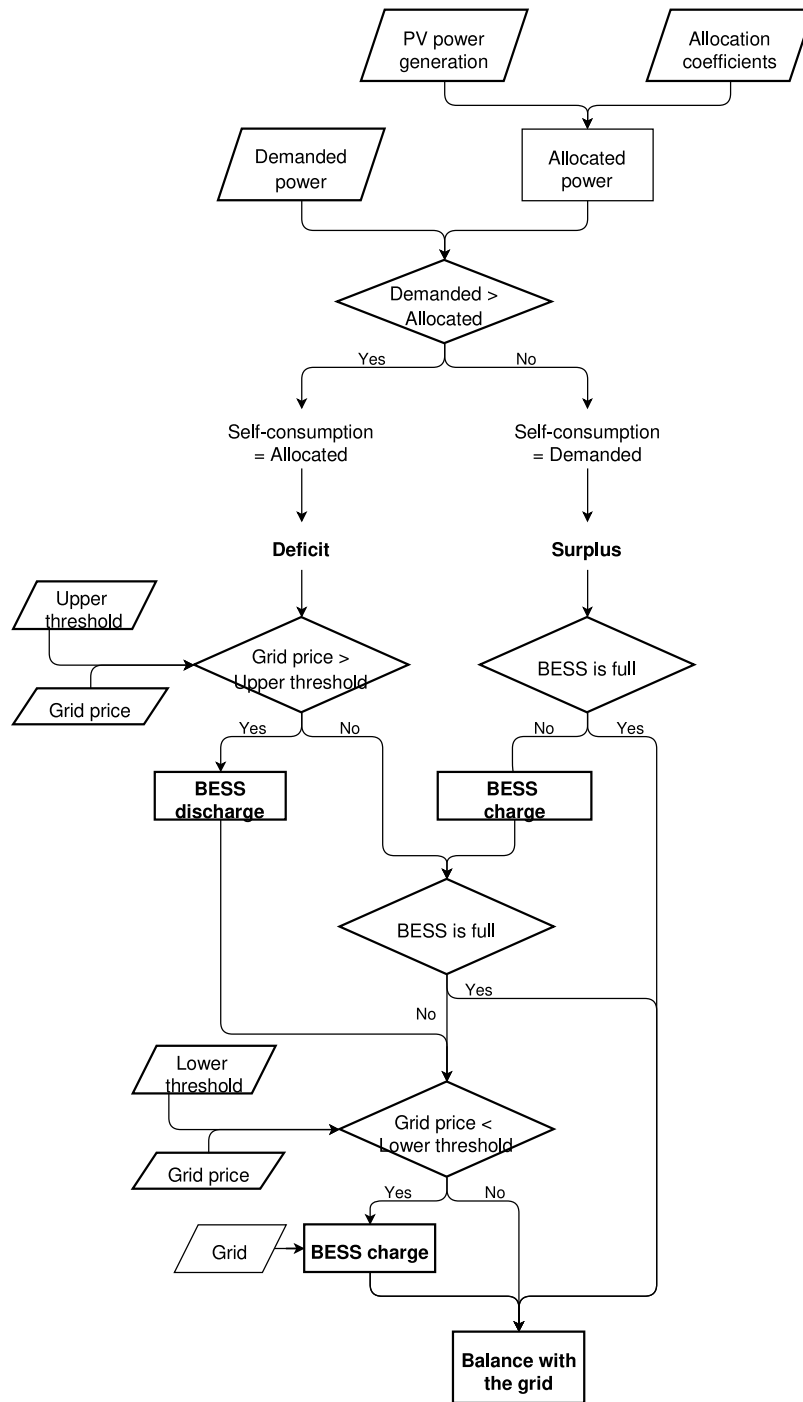 PV power
generation
Allocation
coefficients
Demanded
power
Allocated
power
Demanded >
Allocated
Yes
No
Self-consumption
= Allocated
Self-consumption
= Demanded
Deficit
Surplus
Upper
threshold
Grid price >
Upper threshold
BESS is full
Grid price
Yes
No
No
Yes
BESS
discharge
BESS
charge
BESS is full
Yes
No
Lower
threshold
Grid price <
Lower threshold
Grid price
Yes
No
Grid
BESS charge
Balance with
the grid